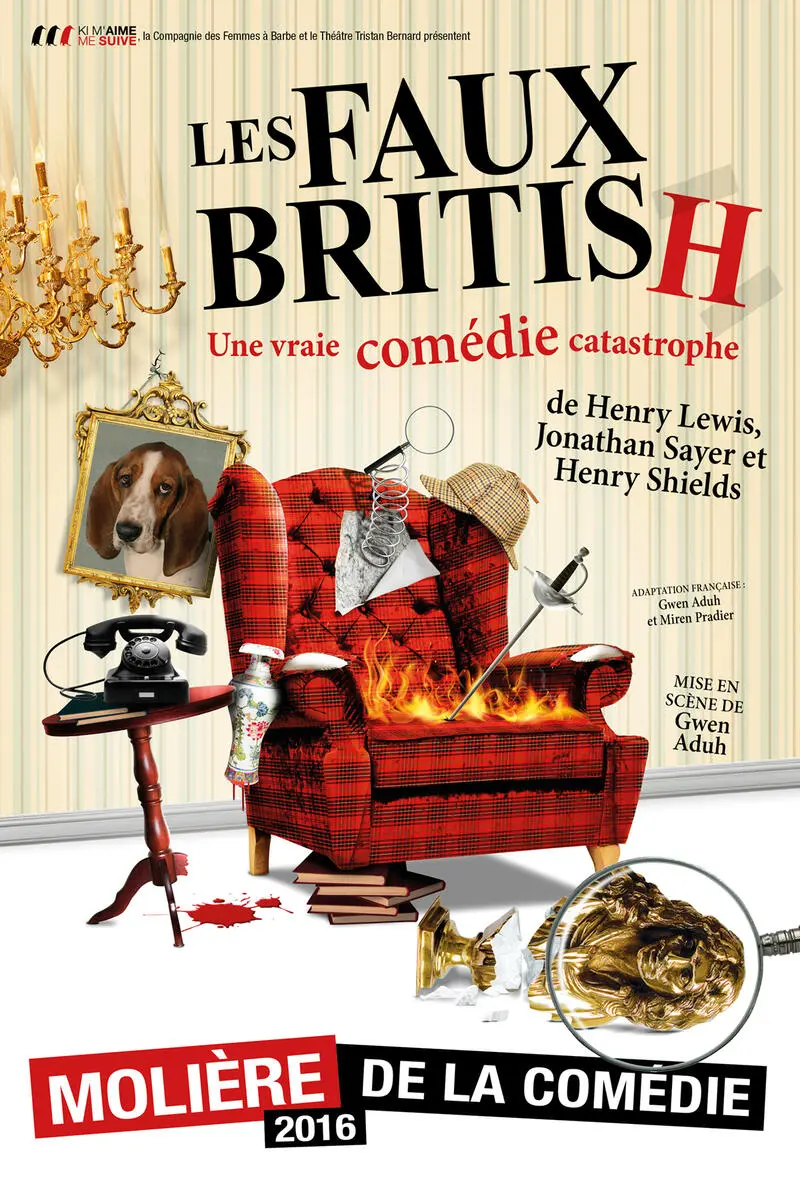 KI M'AIME
ME SUIVE, la Compagnie des Femmes à Barbe et le Théâtre Tristan Bernard présentent
LES FAUX
BRITISH
Une vraie comédie catastrophe
de Henry Lewis,
Jonathan Sayer et
Henry Shields
ADAPTATION FRANÇAISE :
Gwen Aduh
et Miren Pradier
MISE EN
SCÈNE DE
Gwen
Aduh
MOLIÈRE DE LA COMÉDIE
2016